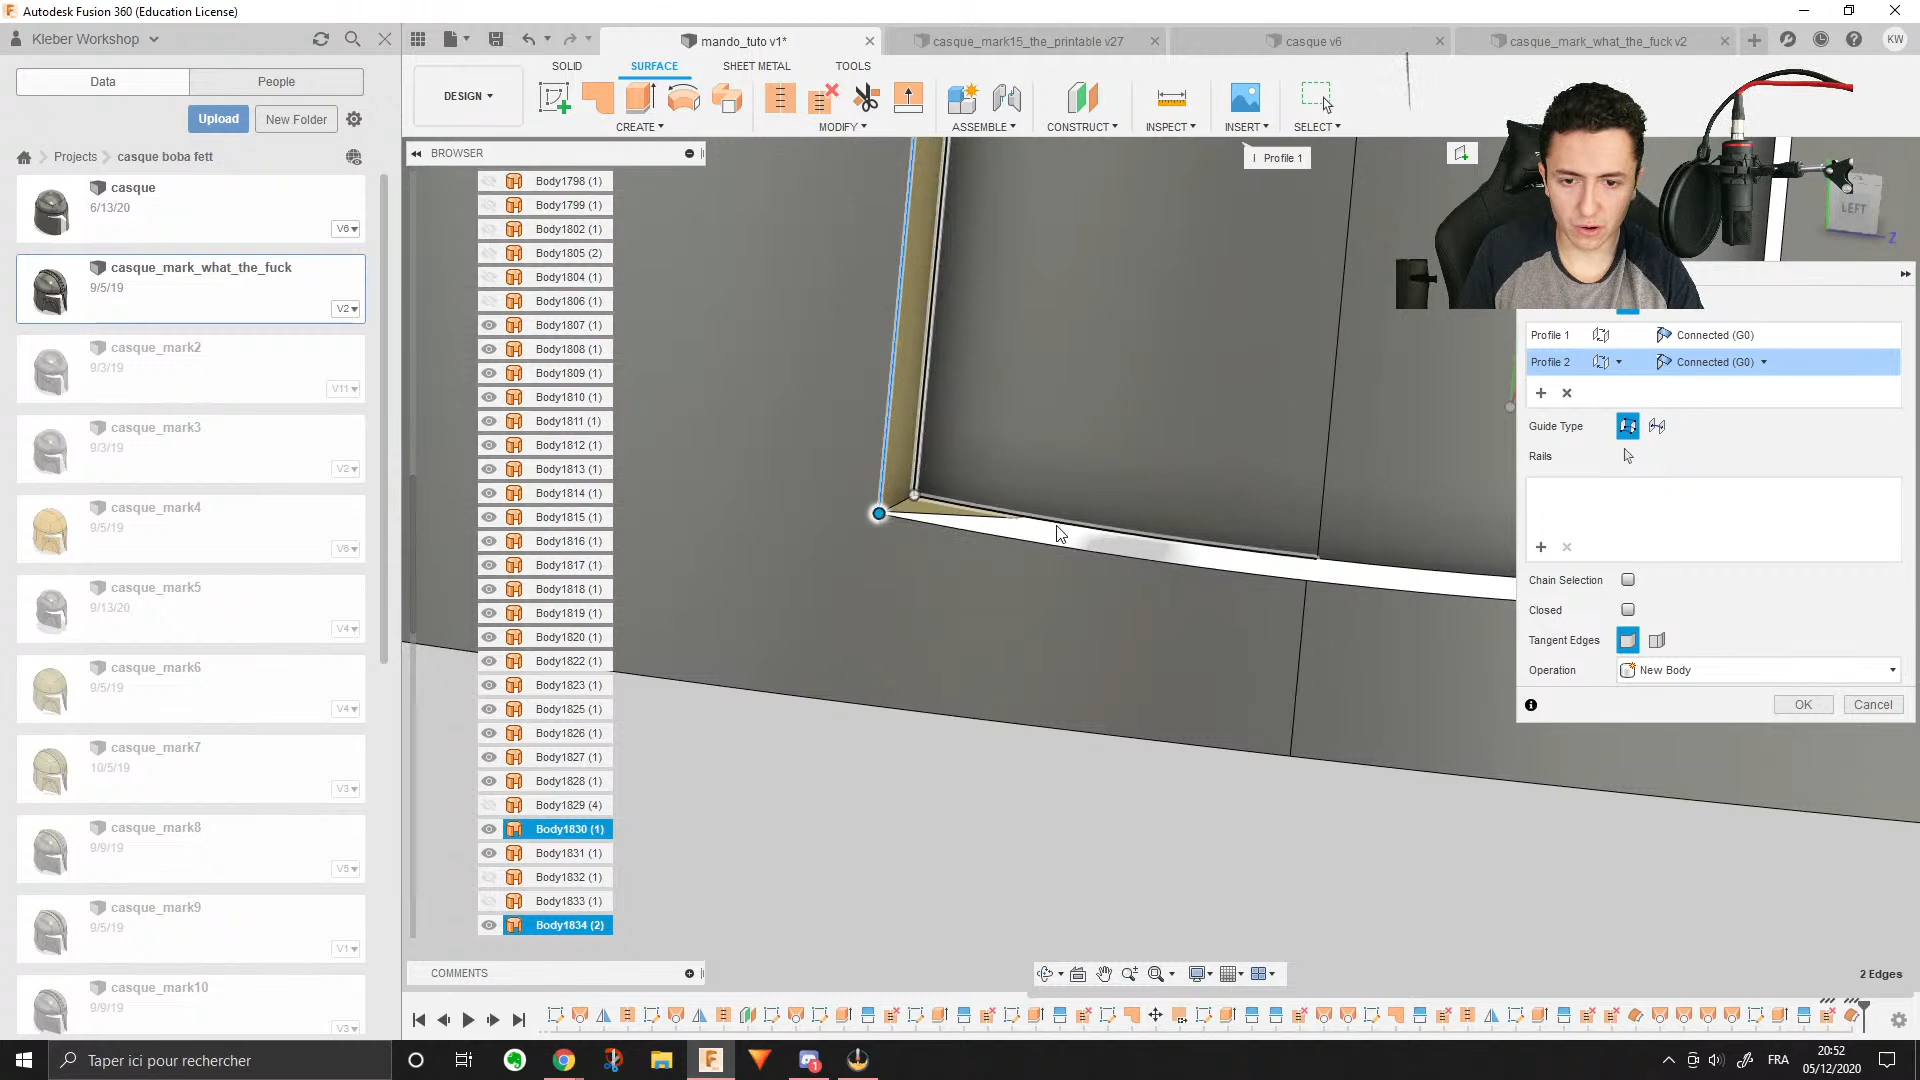 Autodesk Fusion 360 (Education License)
Kleber Workshop
mando_tuto v1*
casque_mark15_the_printable v27
casque v6
casque_mark_what_the_fuck v2
KW
Data
People
Upload
New Folder
Projects
casque boba fett
SOLID
SURFACE
SHEET METAL
TOOLS
DESIGN
CREATE
MODIFY
ASSEMBLE
CONSTRUCT
INSPECT
INSERT
SELECT
casque
6/13/20
V6
casque_mark_what_the_fuck
9/5/19
V2
casque_mark2
9/3/19
V11
casque_mark3
9/3/19
V2
casque_mark4
9/5/19
V6
casque_mark5
9/13/20
V4
casque_mark6
9/5/19
V4
casque_mark7
10/5/19
V3
casque_mark8
9/9/19
V5
casque_mark9
9/5/19
V1
casque_mark10
9/9/19
V3
BROWSER
Body1798 (1)
Body1799 (1)
Body1802 (1)
Body1805 (2)
Body1804 (1)
Body1806 (1)
Body1807 (1)
Body1808 (1)
Body1809 (1)
Body1810 (1)
Body1811 (1)
Body1812 (1)
Body1813 (1)
Body1814 (1)
Body1815 (1)
Body1816 (1)
Body1817 (1)
Body1818 (1)
Body1819 (1)
Body1820 (1)
Body1822 (1)
Body1823 (1)
Body1825 (1)
Body1826 (1)
Body1827 (1)
Body1828 (1)
Body1829 (4)
Body1830 (1)
Body1831 (1)
Body1832 (1)
Body1833 (1)
Body1834 (2)
COMMENTS
Profile 1
LEFT
Z
Profile 1 Connected (G0)
Profile 2 Connected (G0)
Guide Type
Rails
Chain Selection
Closed
Tangent Edges
Operation New Body
OK Cancel
2 Edges
Taper ici pour rechercher
FRA
20:52
05/12/2020